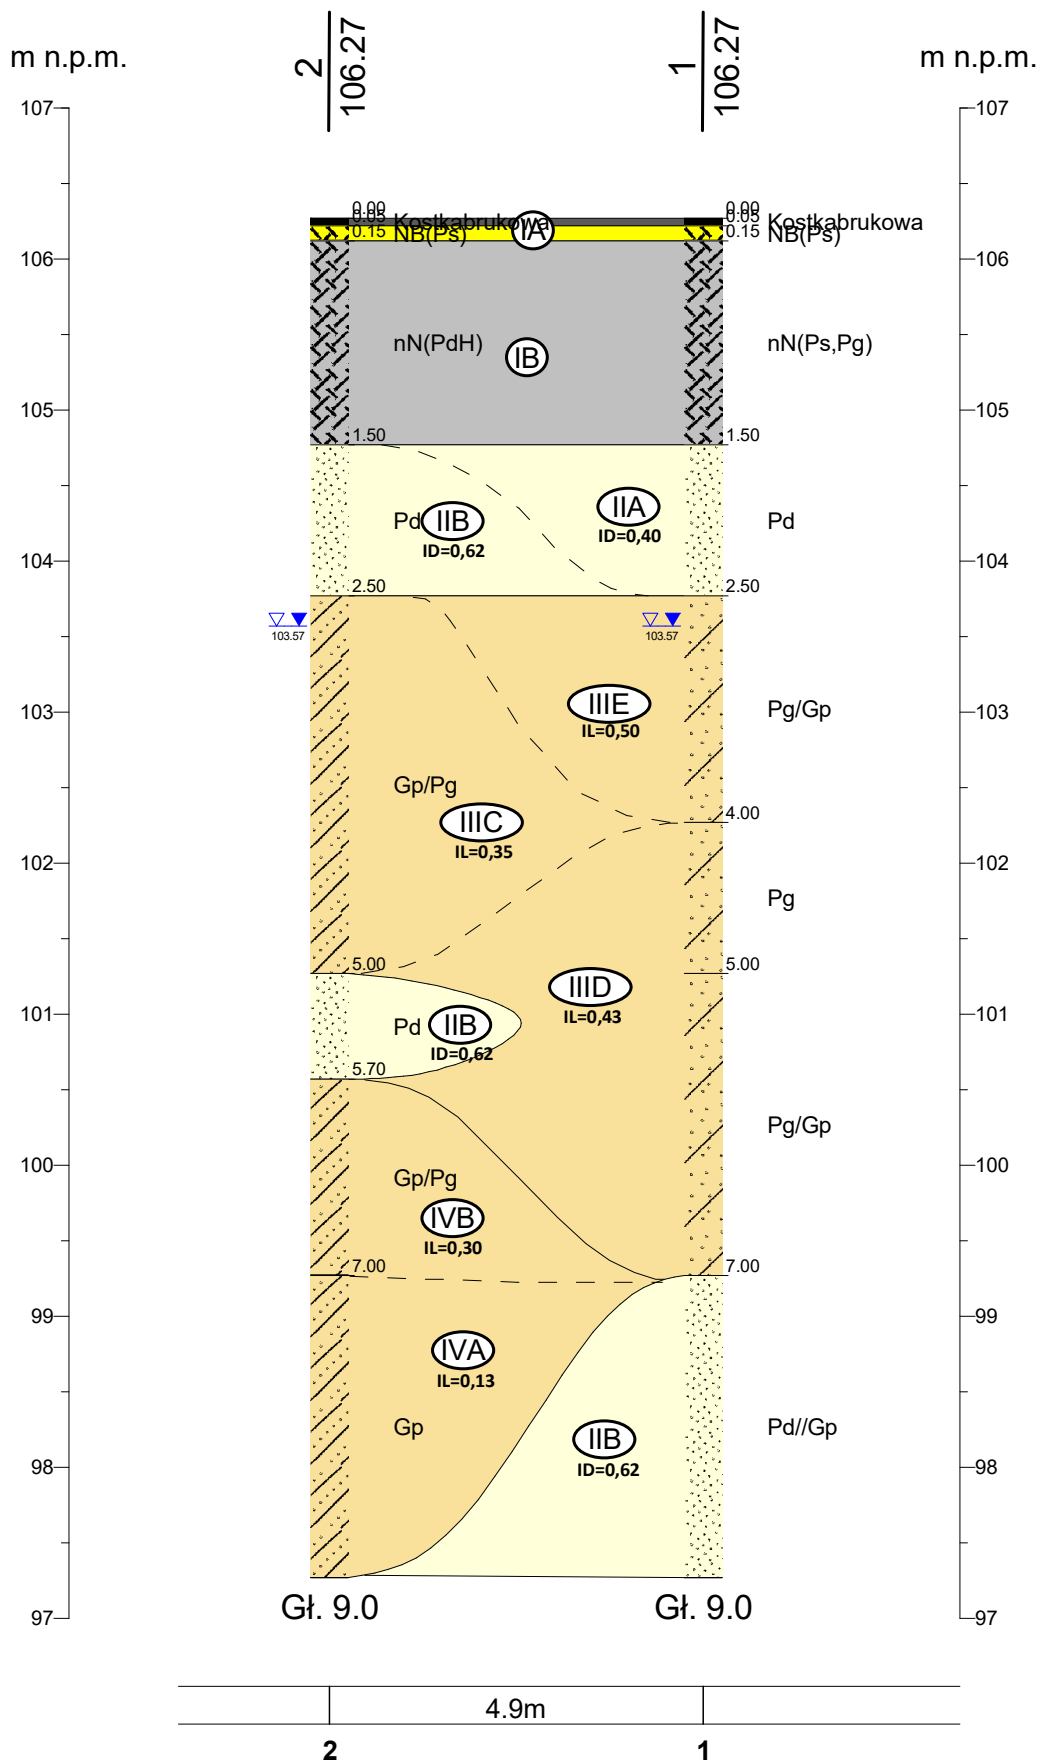 m n.p.m.
2
106.27
1
106.27
m n.p.m.
107
107
0.00
0.05
Kostkabrukowa
0.15
NB(Ps)
IA
0.00
0.05
Kostkabrukowa
0.15
NB(Ps)
106
106
nN(PdH)
IB
nN(Ps,Pg)
105
105
1.50
1.50
Pd
IIB
ID=0,62
IIA
ID=0,40
Pd
104
104
2.50
2.50
103.57
103.57
103
103
IIIE
IL=0,50
Pg/Gp
Gp/Pg
IIIC
IL=0,35
4.00
102
102
Pg
5.00
5.00
IIID
IL=0,43
101
101
Pd
IIB
ID=0,62
5.70
Pg/Gp
100
100
Gp/Pg
IVB
IL=0,30
7.00
7.00
99
99
IVA
IL=0,13
Gp
IIB
ID=0,62
Pd//Gp
98
98
97
97
Gł. 9.0
Gł. 9.0
4.9m
2
1